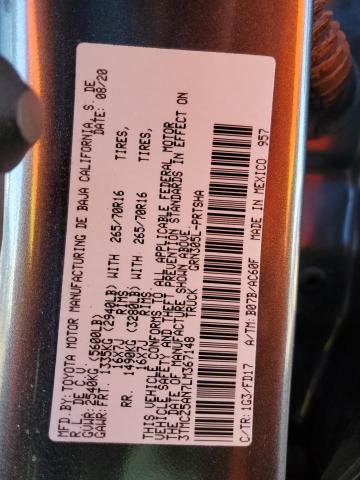 MFD.BY:TOYOTA MOTOR MANUFACTURING DE BAJA CALIFORNIA, S. DE
R.L. DE C.V. DATE: 08/20
GVWR: 2540KG (5600LB)
GAWR: FRT. 1335KG (2940LB) WITH 265/70R16 TIRES,
16X7J RIMS
RR. 1490KG (3280LB) WITH 265/70R16 TIRES,
16X7J RIMS
THIS VEHICLE CONFORMS TO ALL APPLICABLE FEDERAL MOTOR
VEHICLE SAFETY AND THEFT PREVENTION STANDARDS IN EFFECT ON
THE DATE OF MANUFACTURE SHOWN ABOVE.
3TMCZ5AN7LM367148 TRUCK GRN305L-PRTSHA
C/TR: 1G3/FD17 A/TM: B07B/AC60F MADE IN MEXICO 957